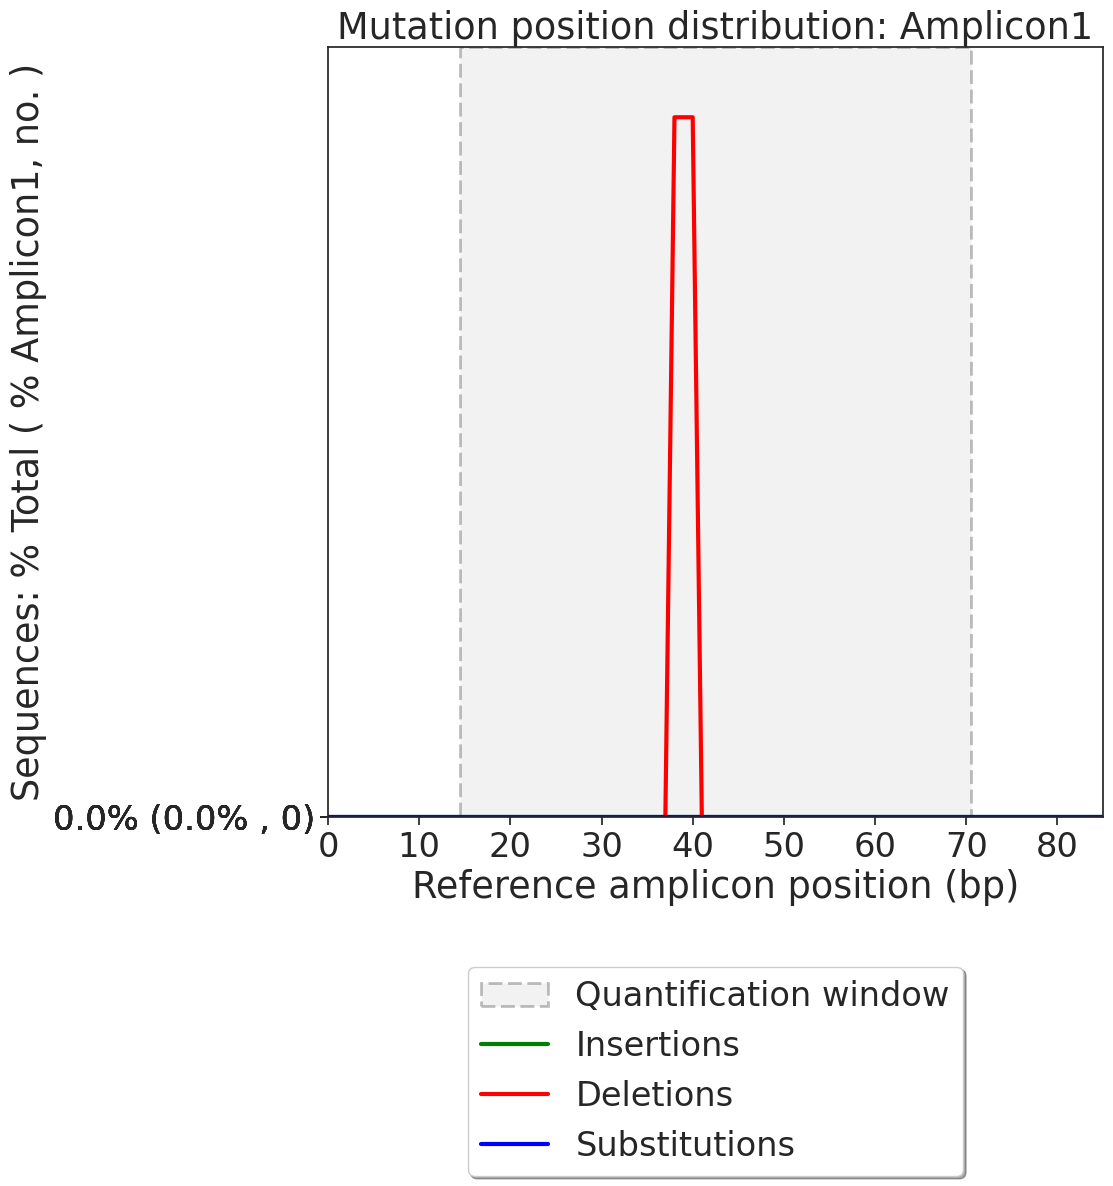 Mutation position distribution: Amplicon1
Sequences: % Total ( % Amplicon1, no. )
0.0% (0.0% , 0)
0 10 20 30 40 50 60 70 80
Reference amplicon position (bp)
Quantification window
Insertions
Deletions
Substitutions